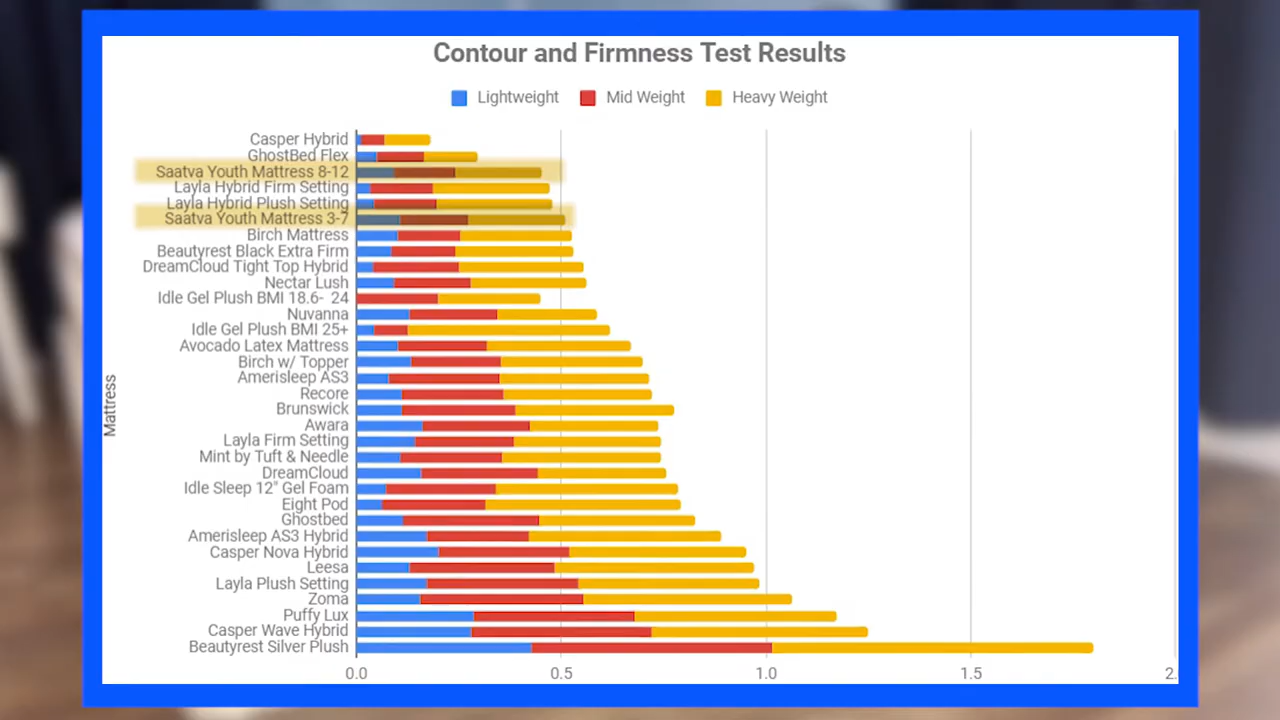 Contour and Firmness Test Results
Lightweight Mid Weight Heavy Weight
Mattress
Casper Hybrid
GhostBed Flex
Saatva Youth Mattress 8-12
Layla Hybrid Firm Setting
Layla Hybrid Plush Setting
Saatva Youth Mattress 3-7
Birch Mattress
Beautyrest Black Extra Firm
DreamCloud Tight Top Hybrid
Nectar Lush
Idle Gel Plush BMI 18.6- 24
Nuvanna
Idle Gel Plush BMI 25+
Avocado Latex Mattress
Birch w/ Topper
Amerisleep AS3
Recore
Brunswick
Awara
Layla Firm Setting
Mint by Tuft & Needle
DreamCloud
Idle Sleep 12" Gel Foam
Eight Pod
Ghostbed
Amerisleep AS3 Hybrid
Casper Nova Hybrid
Leesa
Layla Plush Setting
Zoma
Puffy Lux
Casper Wave Hybrid
Beautyrest Silver Plush
0.0 0.5 1.0 1.5 2.